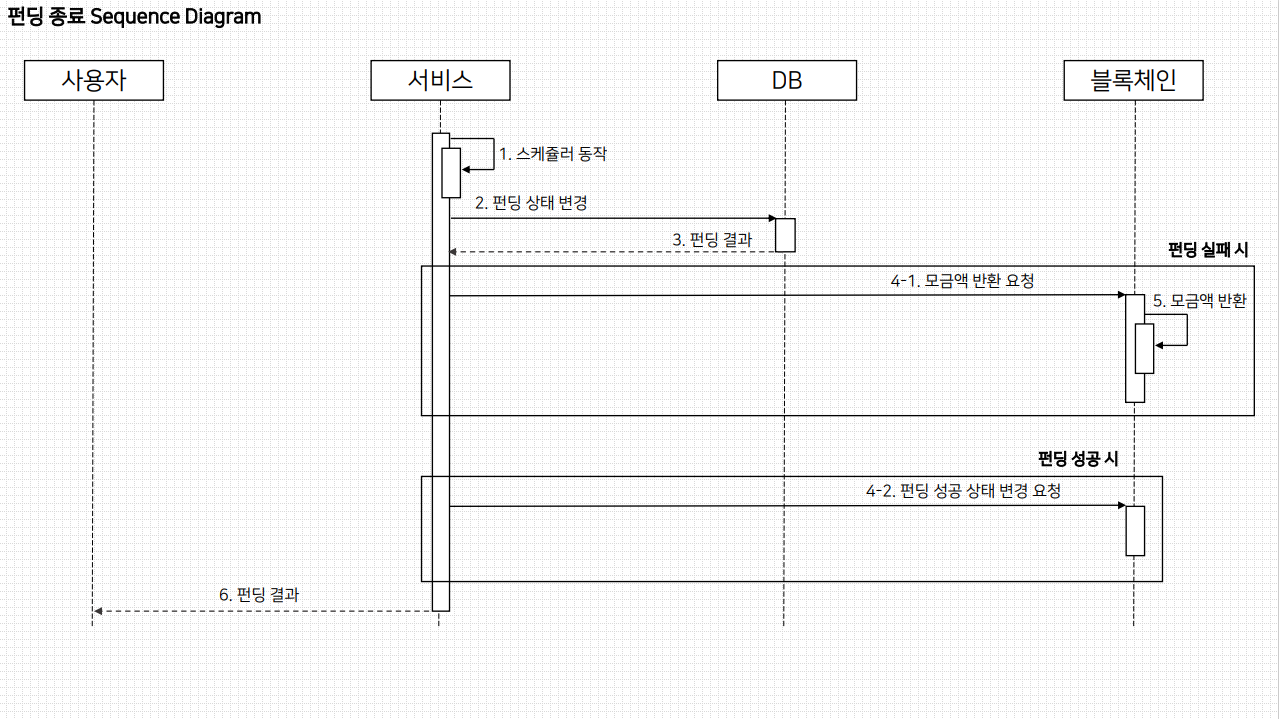 펀딩 종료 Sequence Diagram
사용자
서비스
DB
블록체인
1. 스케쥴러 동작
2. 펀딩 상태 변경
3. 펀딩 결과
펀딩 실패 시
4-1. 모금액 반환 요청
5. 모금액 반환
펀딩 성공 시
4-2. 펀딩 성공 상태 변경 요청
6. 펀딩 결과